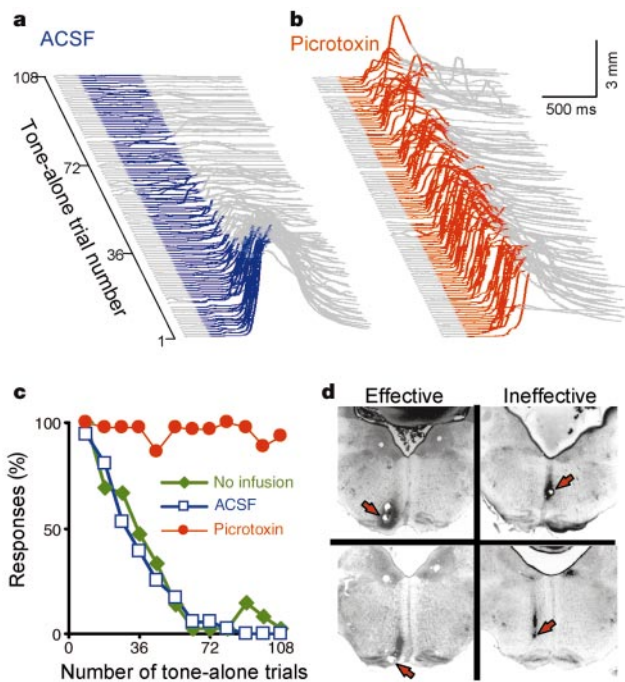 a
ACSF
b
Picrotoxin
3 mm
500 ms
108
72
36
1
Tone-alone trial number
c
100
50
0
Responses (%)
No infusion
ACSF
Picrotoxin
0
36
72
108
Number of tone-alone trials
d
Effective
Ineffective